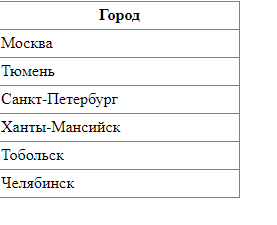 Город
Москва
Тюмень
Санкт-Петербург
Ханты-Мансийск
Тобольск
Челябинск